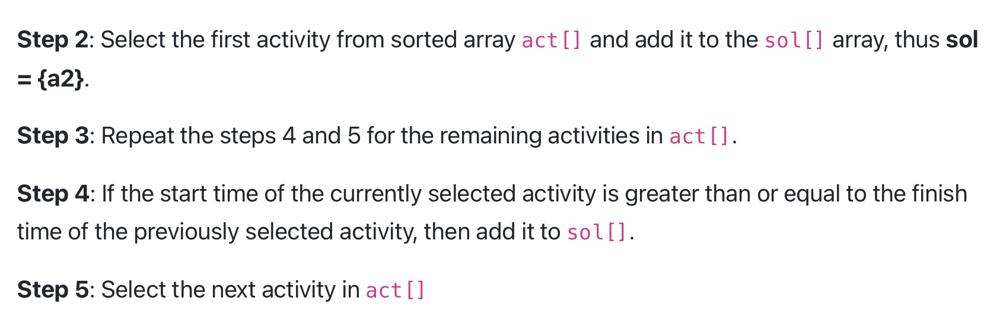 Step 2: Select the first activity from sorted array act[] and add it to the sol[] array, thus sol
= {a2}.
Step 3: Repeat the steps 4 and 5 for the remaining activities in act[].
Step 4: If the start time of the currently selected activity is greater than or equal to the finish
time of the previously selected activity, then add it to sol[].
Step 5: Select the next activity in act[]